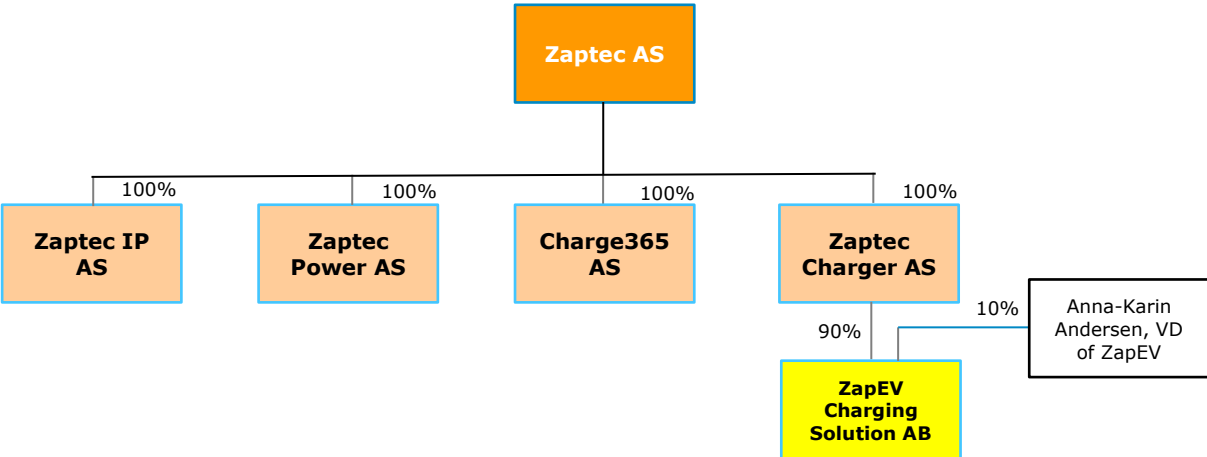 Zaptec AS
100%
100%
100%
100%
Zaptec IP
AS
Zaptec
Power AS
Charge365
AS
Zaptec
Charger AS
90%
10%
Anna-Karin
Andersen, VD
of ZapEV
ZapEV
Charging
Solution AB